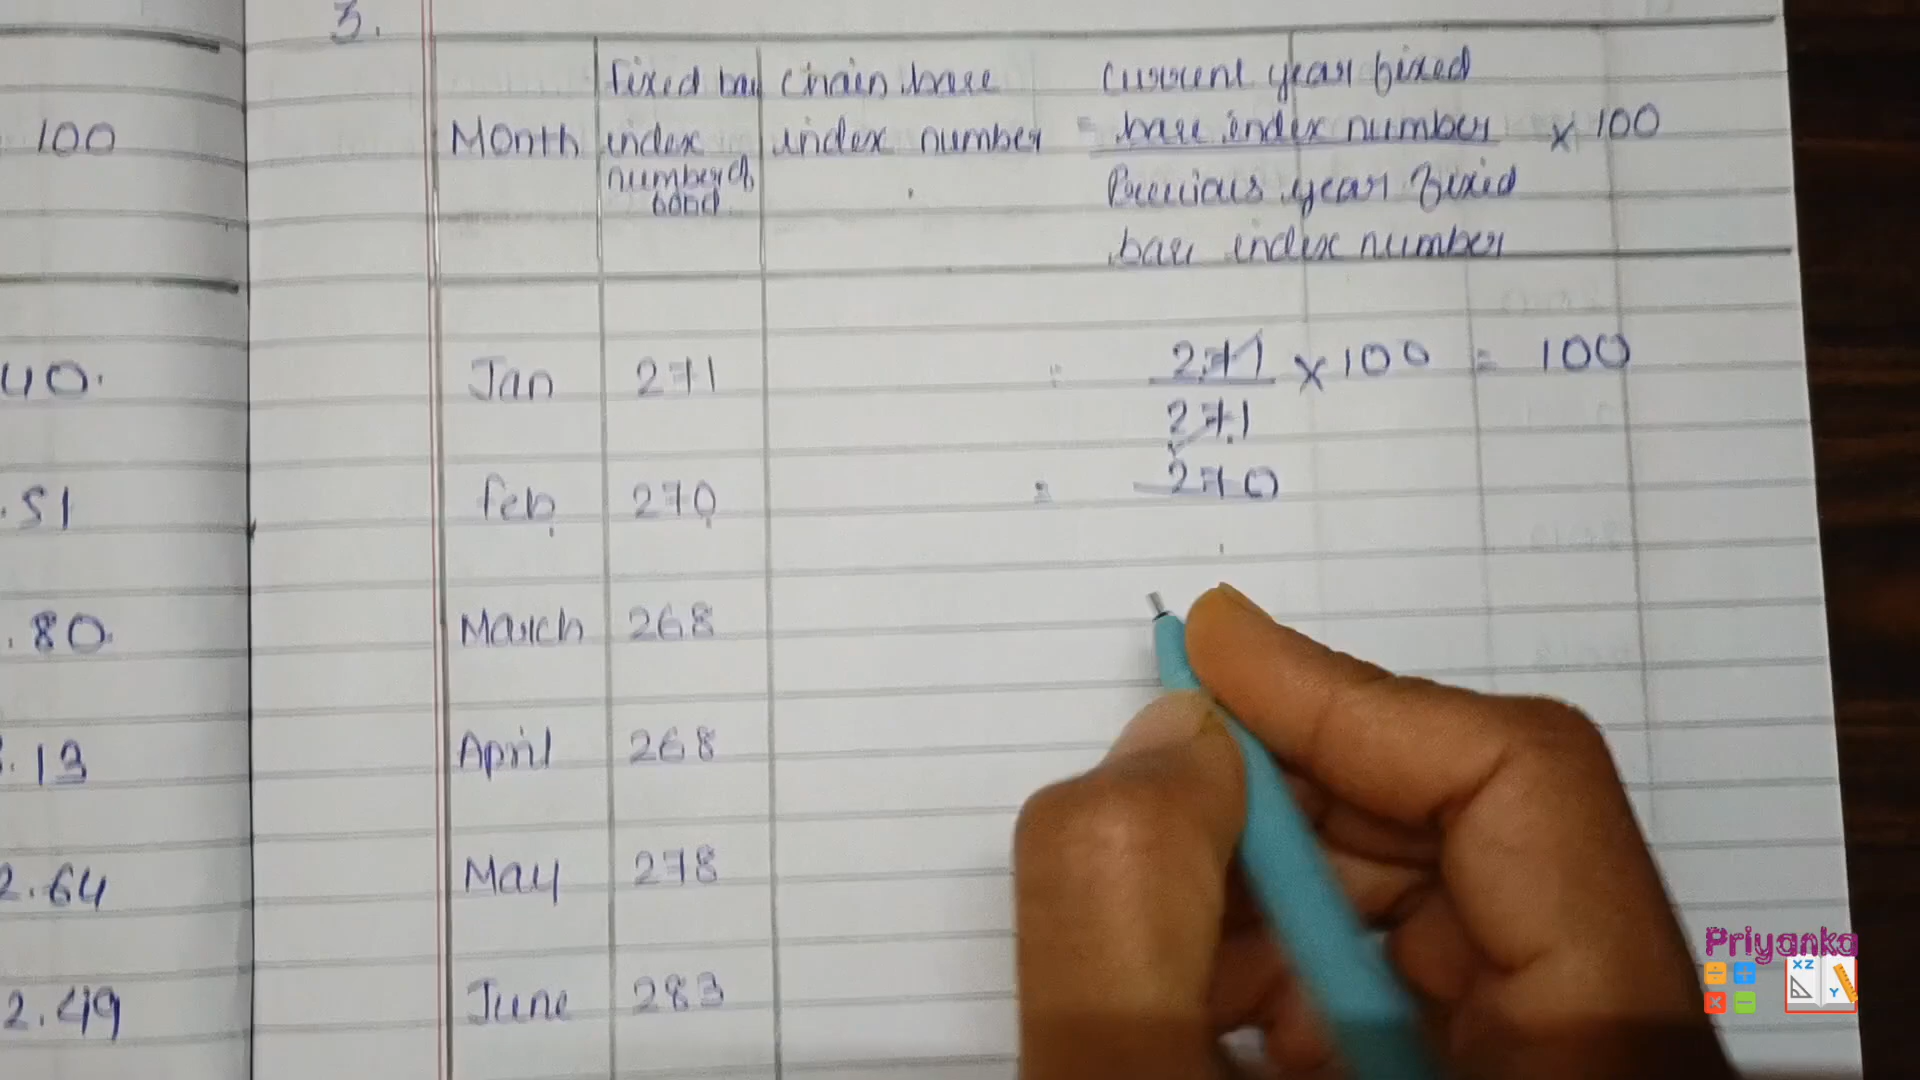 3.
100
40.
.51
.80
.13
2.64
2.49
Month
Fixed bas
index
number of
bond
Chain base
index number
= Current year fixed
base index number × 100
Previous year fixed
base index number
Jan 271 = 271 × 100 = 100
271
Feb 270 = 270
March 268
April 268
May 278
June 283
Priyanka
XZ
Y